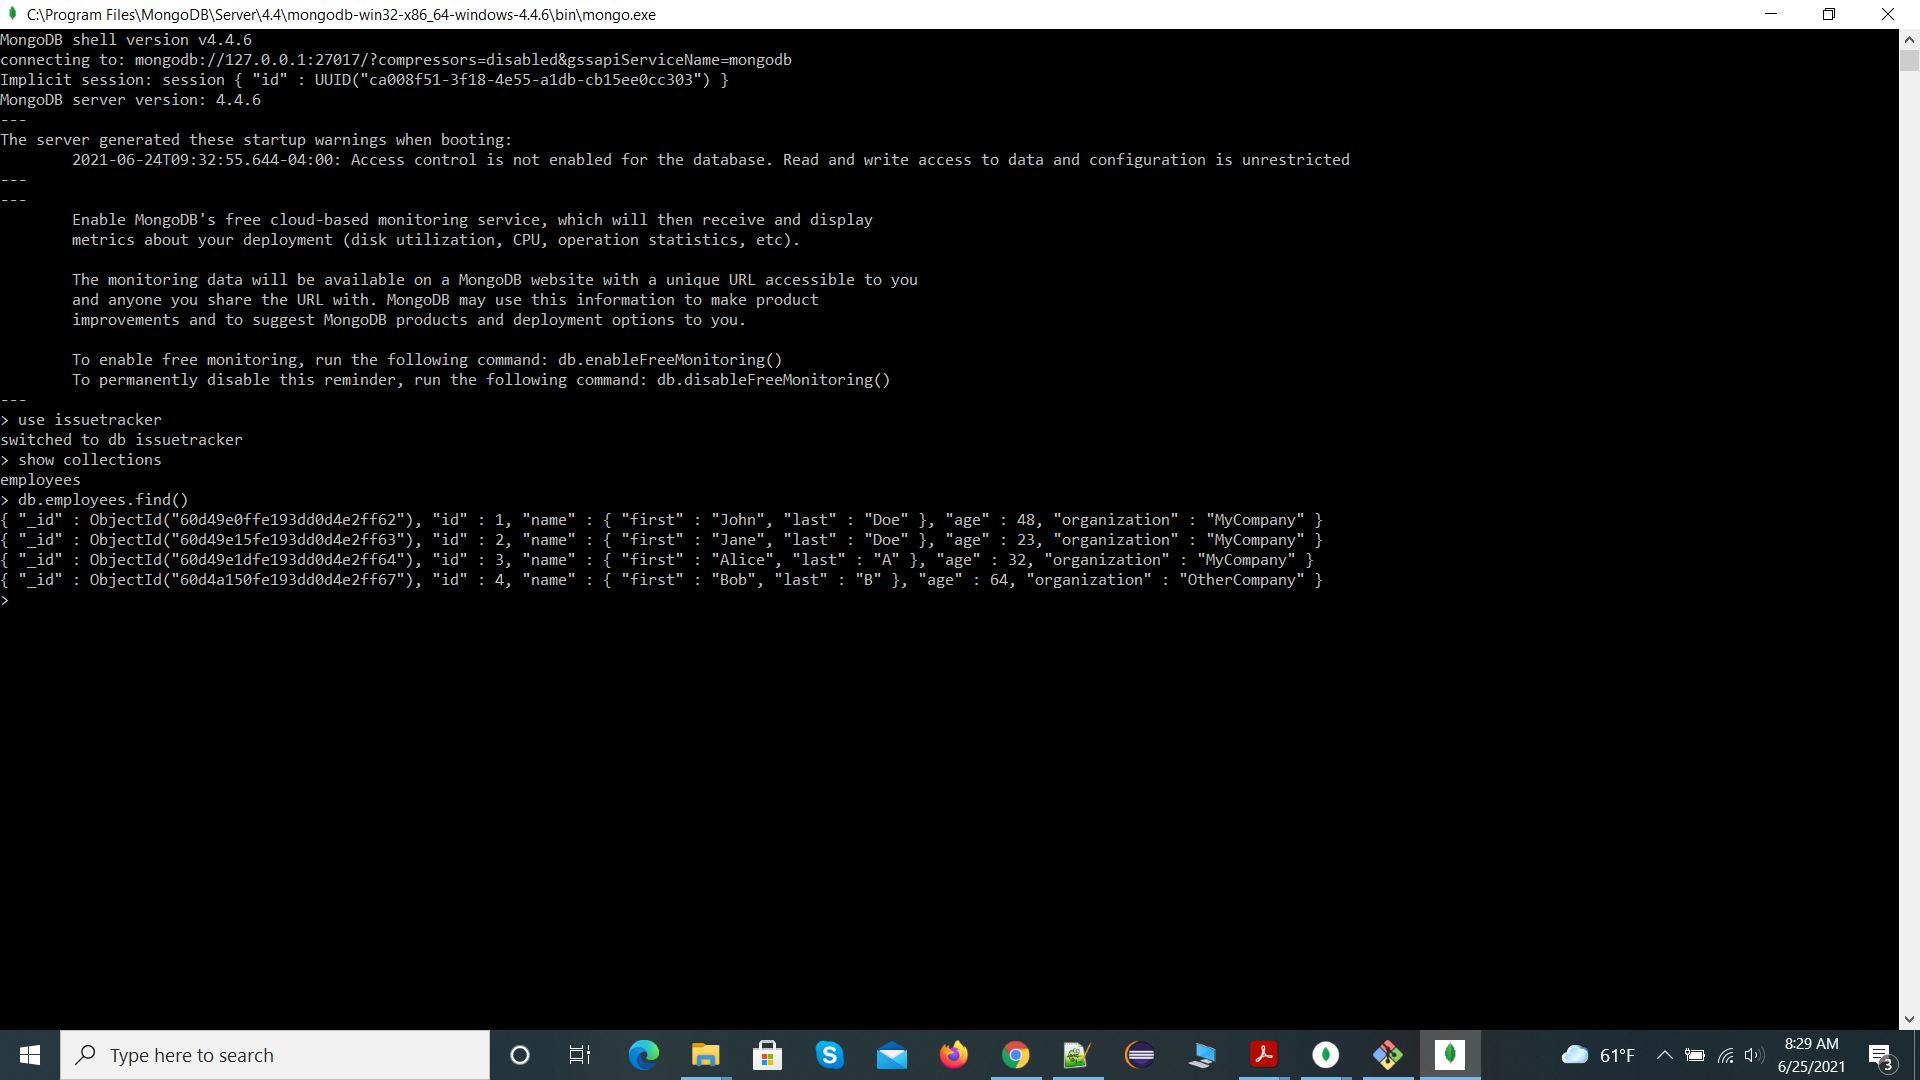 C:\Program Files\MongoDB\Server\4.4\mongodb-win32-x86_64-windows-4.4.6\bin\mongo.exe
MongoDB shell version v4.4.6
connecting to: mongodb://127.0.0.1:27017/?compressors=disabled&gssapiServiceName=mongodb
Implicit session: session { "id" : UUID("ca008f51-3f18-4e55-a1db-cb15ee0cc303") }
MongoDB server version: 4.4.6
---
The server generated these startup warnings when booting:
        2021-06-24T09:32:55.644-04:00: Access control is not enabled for the database. Read and write access to data and configuration is unrestricted
---
---
        Enable MongoDB's free cloud-based monitoring service, which will then receive and display
        metrics about your deployment (disk utilization, CPU, operation statistics, etc).
        The monitoring data will be available on a MongoDB website with a unique URL accessible to you
        and anyone you share the URL with. MongoDB may use this information to make product
        improvements and to suggest MongoDB products and deployment options to you.
        To enable free monitoring, run the following command: db.enableFreeMonitoring()
        To permanently disable this reminder, run the following command: db.disableFreeMonitoring()
---
> use issuetracker
switched to db issuetracker
> show collections
employees
> db.employees.find()
{ "_id" : ObjectId("60d49e0ffe193dd0d4e2ff62"), "id" : 1, "name" : { "first" : "John", "last" : "Doe" }, "age" : 48, "organization" : "MyCompany" }
{ "_id" : ObjectId("60d49e15fe193dd0d4e2ff63"), "id" : 2, "name" : { "first" : "Jane", "last" : "Doe" }, "age" : 23, "organization" : "MyCompany" }
{ "_id" : ObjectId("60d49e1dfe193dd0d4e2ff64"), "id" : 3, "name" : { "first" : "Alice", "last" : "A" }, "age" : 32, "organization" : "MyCompany" }
{ "_id" : ObjectId("60d4a150fe193dd0d4e2ff67"), "id" : 4, "name" : { "first" : "Bob", "last" : "B" }, "age" : 64, "organization" : "OtherCompany" }
>
Type here to search
61°F
8:29 AM
6/25/2021
3